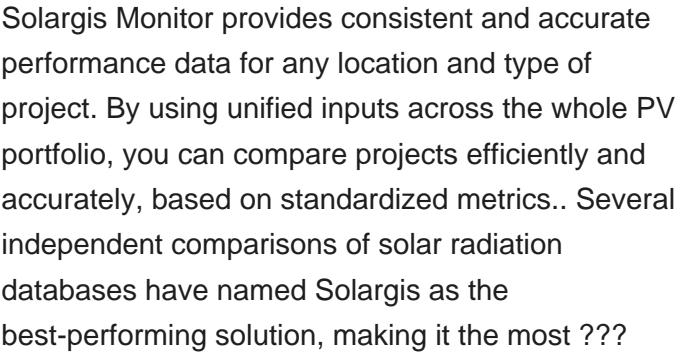 Solargis Monitor provides consistent and accurate
performance data for any location and type of
project. By using unified inputs across the whole PV
portfolio, you can compare projects efficiently and
accurately, based on standardized metrics.. Several
independent comparisons of solar radiation
databases have named Solargis as the
best-performing solution, making it the most ???